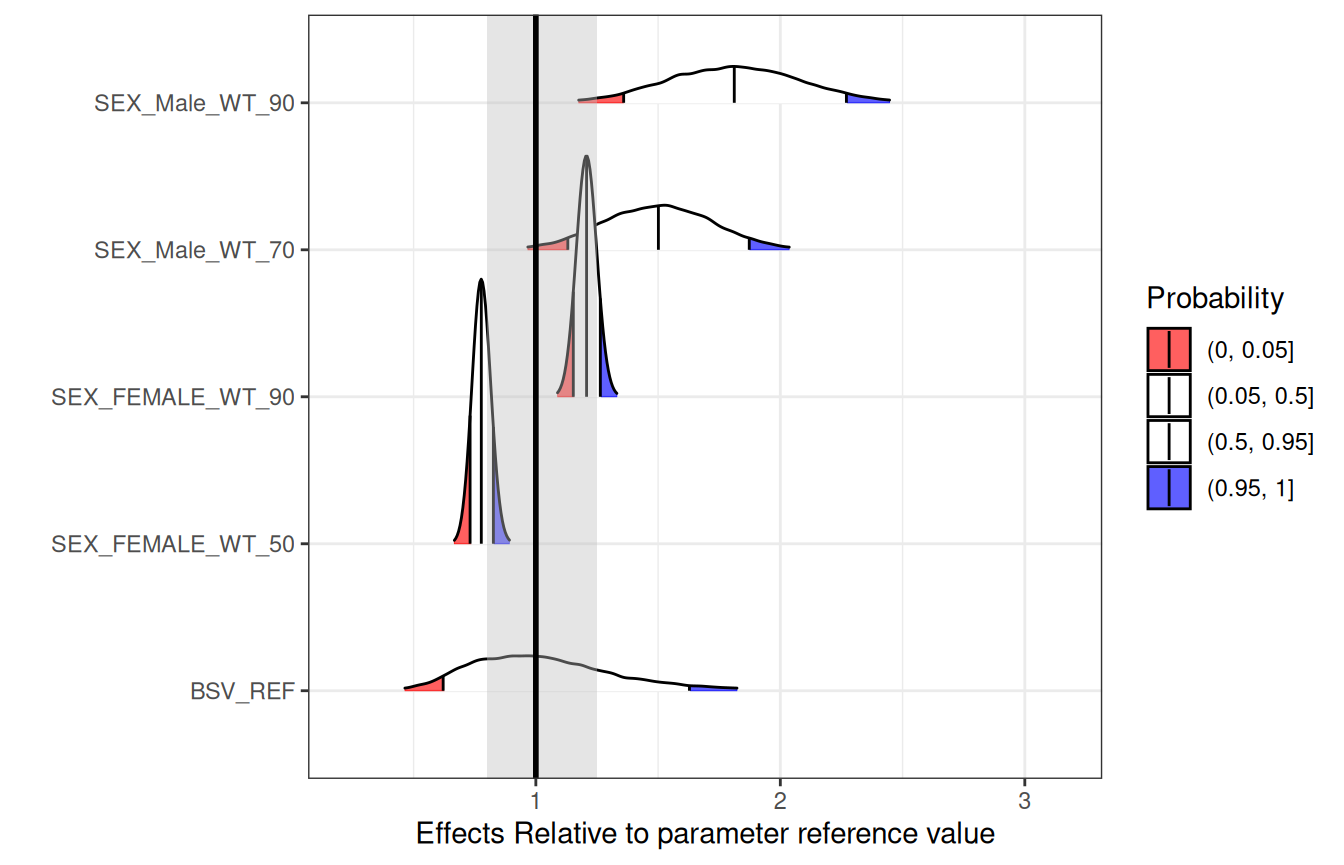 SEX_Male_WT_90
SEX_Male_WT_70
SEX_FEMALE_WT_90
SEX_FEMALE_WT_50
BSV_REF
1 2 3
Effects Relative to parameter reference value
Probability
(0, 0.05]
(0.05, 0.5]
(0.5, 0.95]
(0.95, 1]